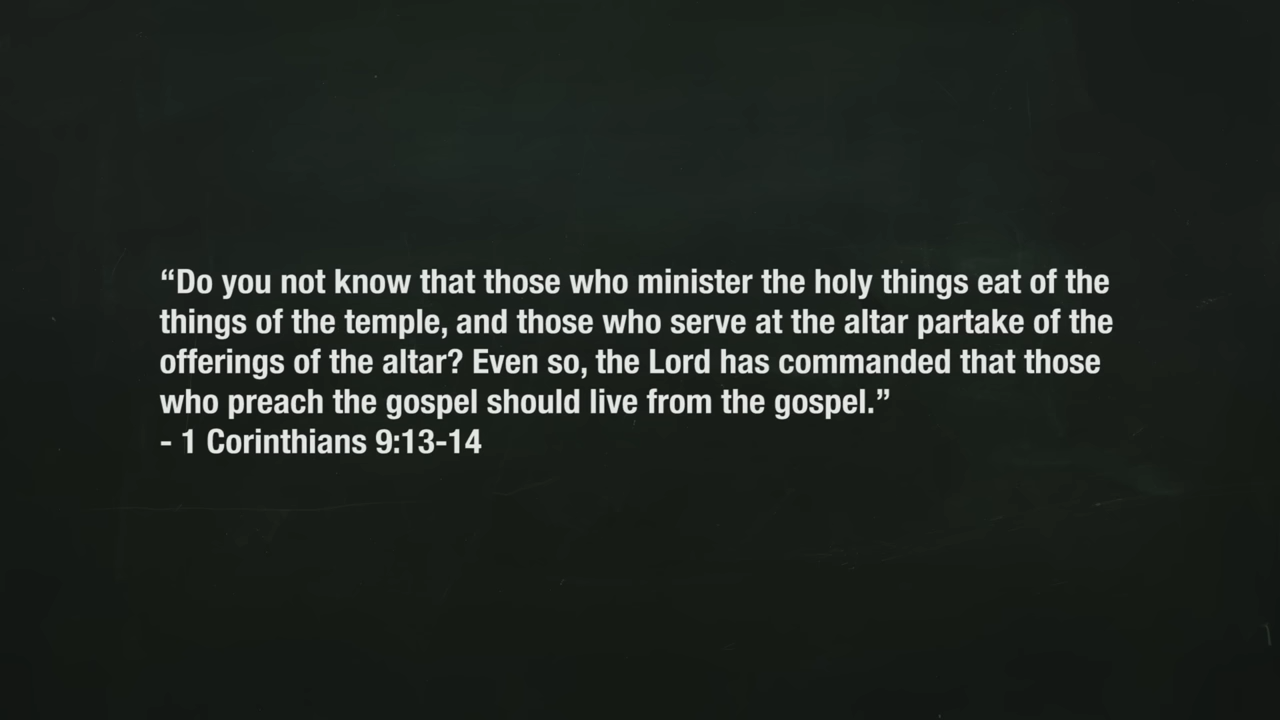 “Do you not know that those who minister the holy things eat of the
things of the temple, and those who serve at the altar partake of the
offerings of the altar? Even so, the Lord has commanded that those
who preach the gospel should live from the gospel.”
- 1 Corinthians 9:13-14